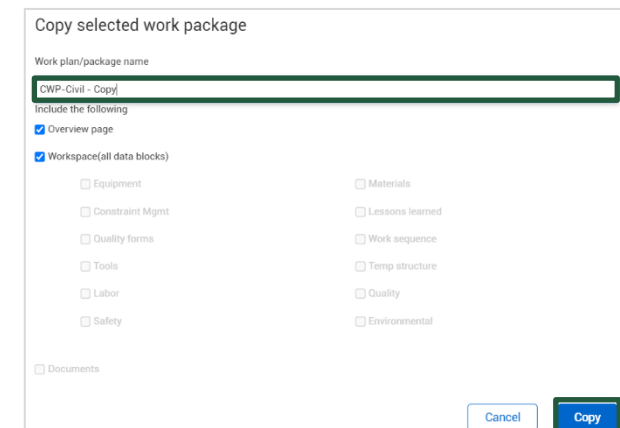 Copy selected work package
Work plan/package name
CWP-Civil - Copy
Include the following
Overview page
Workspace(all data blocks)
Equipment
Materials
Constraint Mgmt
Lessons learned
Quality forms
Work sequence
Tools
Temp structure
Labor
Quality
Safety
Environmental
Documents
Cancel
Copy